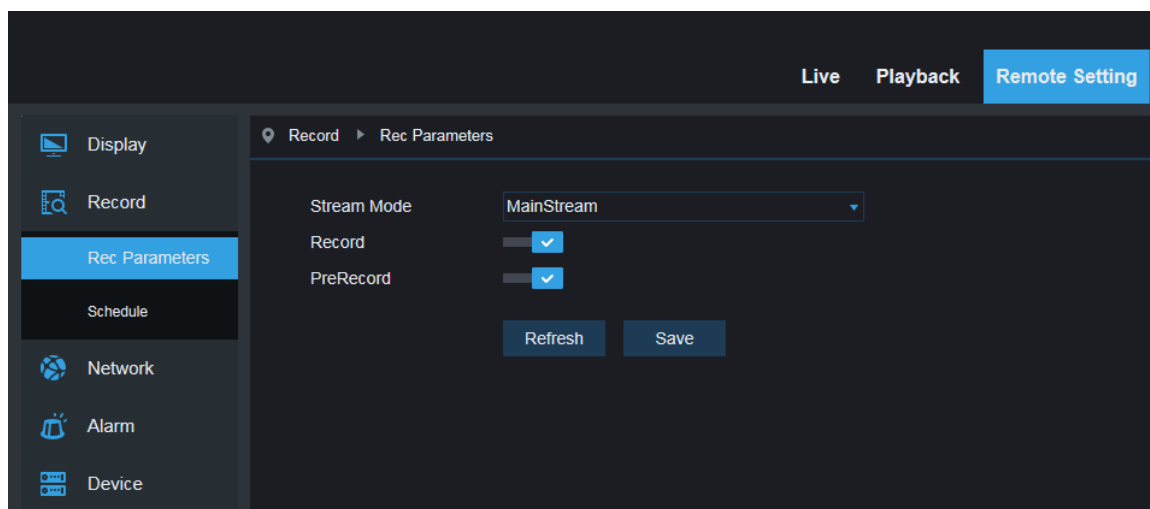 Live Playback Remote Setting
Display
Record
Rec Parameters
Schedule
Network
Alarm
Device
Record Rec Parameters
Stream Mode MainStream
Record
PreRecord
Refresh Save